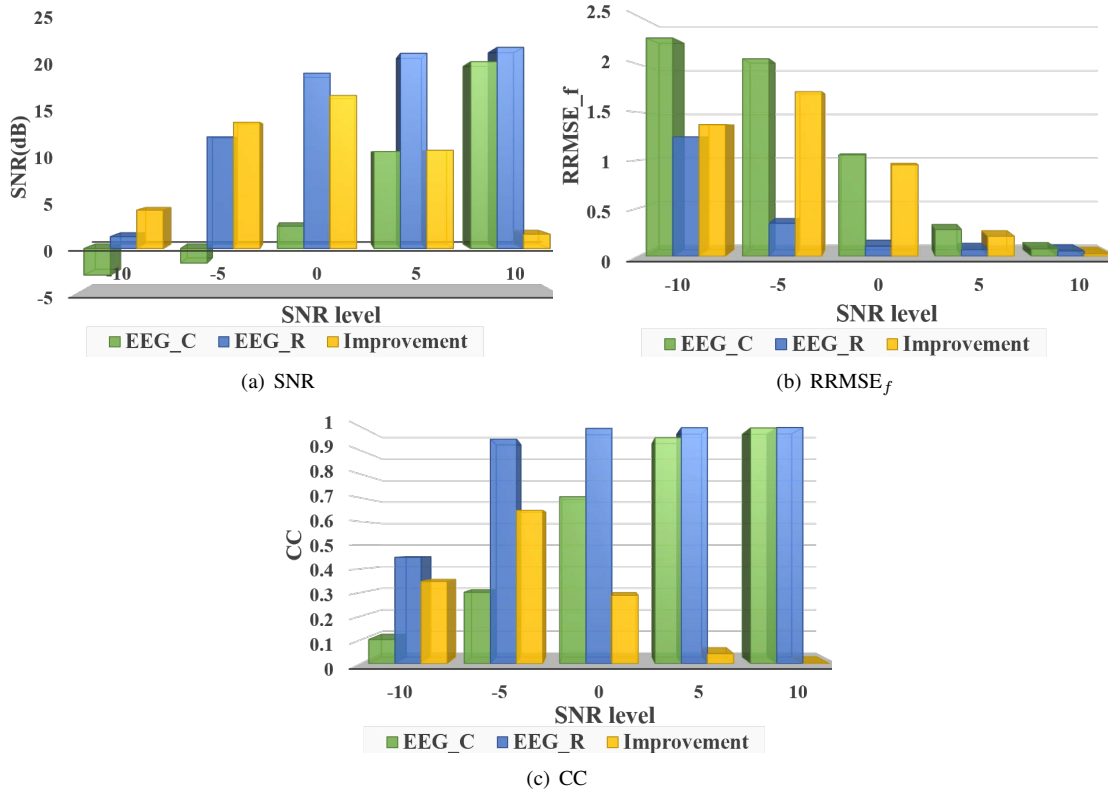 25
20
15
10
5
0
-5
SNR(dB)
-10 -5 0 5 10
SNR level
EEG_C EEG_R Improvement
(a) SNR
2.5
2
1.5
1
0.5
0
RRMSE_f
-10 -5 0 5 10
SNR level
EEG_C EEG_R Improvement
(b) RRMSEf
1
0.9
0.8
0.7
0.6
0.5
0.4
0.3
0.2
0.1
0
CC
-10 -5 0 5 10
SNR level
EEG_C EEG_R Improvement
(c) CC